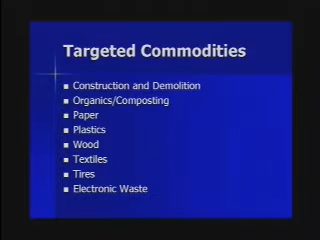 Targeted Commodities
Construction and Demolition
Organics/Composting
Paper
Plastics
Wood
Textiles
Tires
Electronic Waste